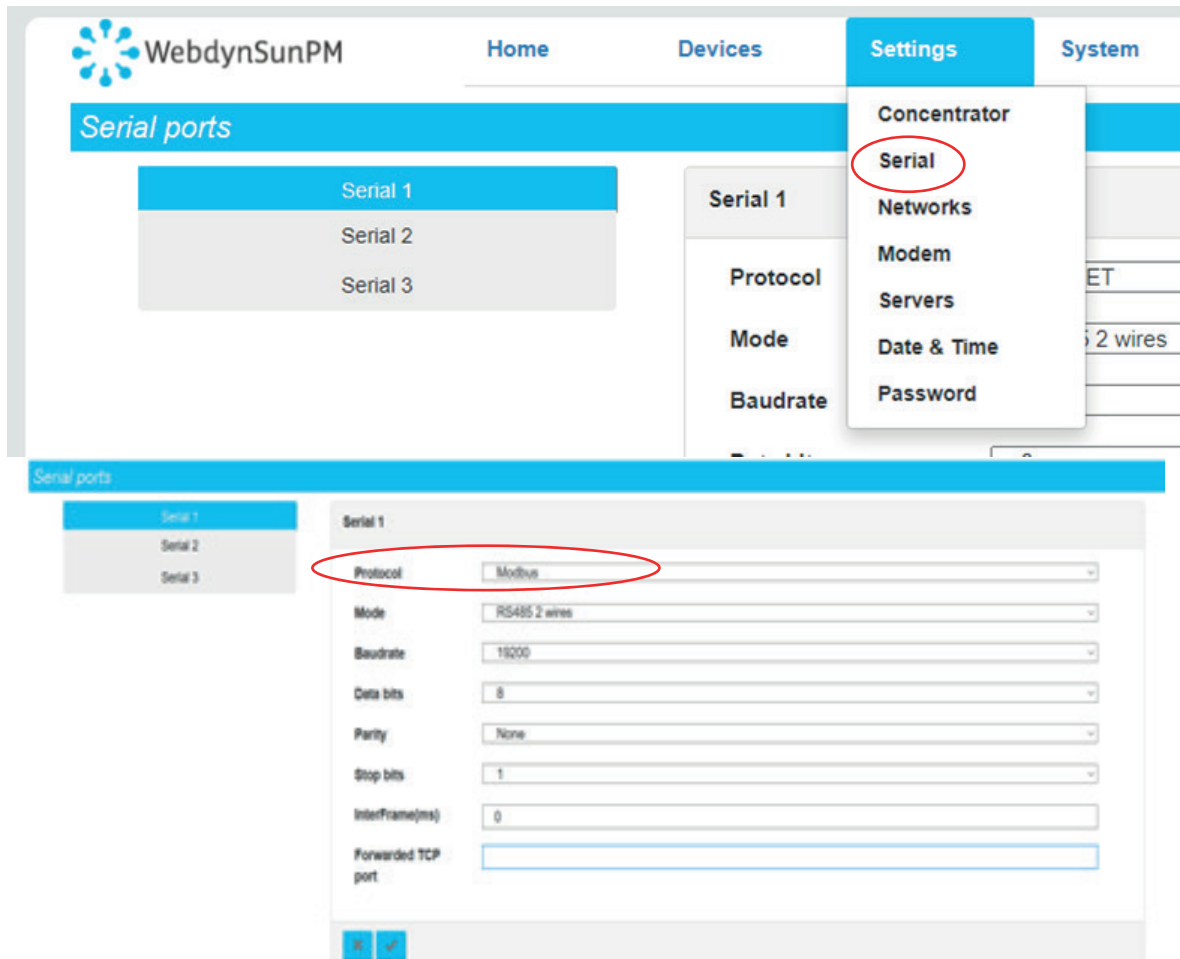 WebdynSunPM
Home
Devices
Settings
System
Serial ports
Concentrator
Serial
Networks
Modem
Servers
Date & Time
Password
Serial 1
Serial 2
Serial 3
Serial 1
Protocol
ET
Mode
2 wires
Baudrate
Serial ports
Serial 1
Serial 2
Serial 3
Serial 1
Protocol Modbus
Mode RS485 2 wires
Baudrate 19200
Data bits 8
Parity None
Stop bits 1
InterFrame(ms) 0
Forwarded TCP
port